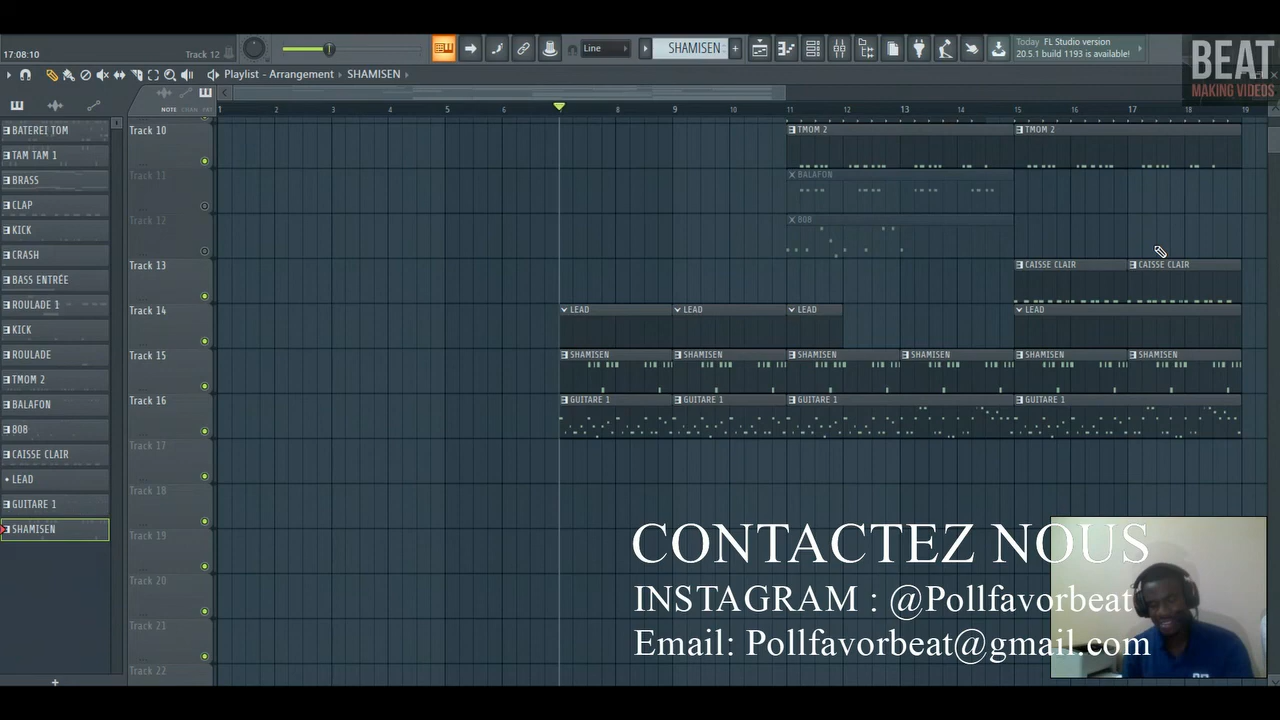 17:08:10
Track 12
Line
SHAMISEN
Today FL Studio version
20.5.1 build 1193 is available!
BEAT
MAKING VIDEOS
Playlist - Arrangement SHAMISEN
NOTE CHAN PAT
1 2 3 4 5 6 7 8 9 10 11 12 13 14 15 16 17 18 19
BATEREI TOM
TAM TAM 1
BRASS
CLAP
KICK
CRASH
BASS ENTRÉE
ROULADE 1
KICK
ROULADE
TMOM 2
BALAFON
808
CAISSE CLAIR
LEAD
GUITARE 1
SHAMISEN
Track 10
TMOM 2 TMOM 2
Track 11
BALAFON
Track 12
808
Track 13
CAISSE CLAIR CAISSE CLAIR
Track 14
LEAD LEAD LEAD LEAD
Track 15
SHAMISEN SHAMISEN SHAMISEN SHAMISEN SHAMISEN SHAMISEN
Track 16
GUITARE 1 GUITARE 1 GUITARE 1 GUITARE 1
Track 17
Track 18
Track 19
Track 20
Track 21
Track 22
CONTACTEZ NOUS
INSTAGRAM : @Pollfavorbeat
Email: Pollfavorbeat@gmail.com